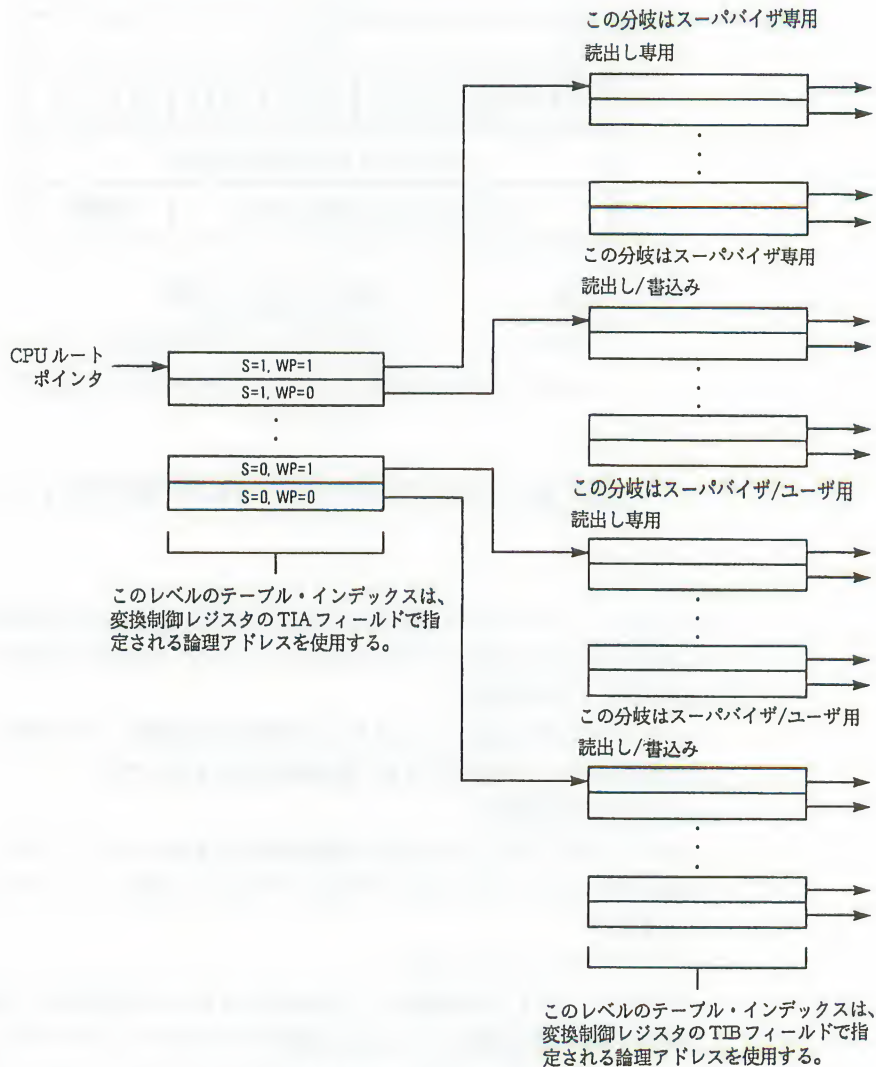 この分岐はスーパバイザ専用
読出し専用
この分岐はスーパバイザ専用
読出し/書込み
CPUルート
ポインタ
S=1, WP=1
S=1, WP=0
S=0, WP=1
S=0, WP=0
この分岐はスーパバイザ/ユーザ用
読出し専用
このレベルのテーブル・インデックスは、
変換制御レジスタのTIAフィールドで指
定される論理アドレスを使用する。
この分岐はスーパバイザ/ユーザ用
読出し/書込み
このレベルのテーブル・インデックスは、
変換制御レジスタのTIBフィールドで指
定される論理アドレスを使用する。